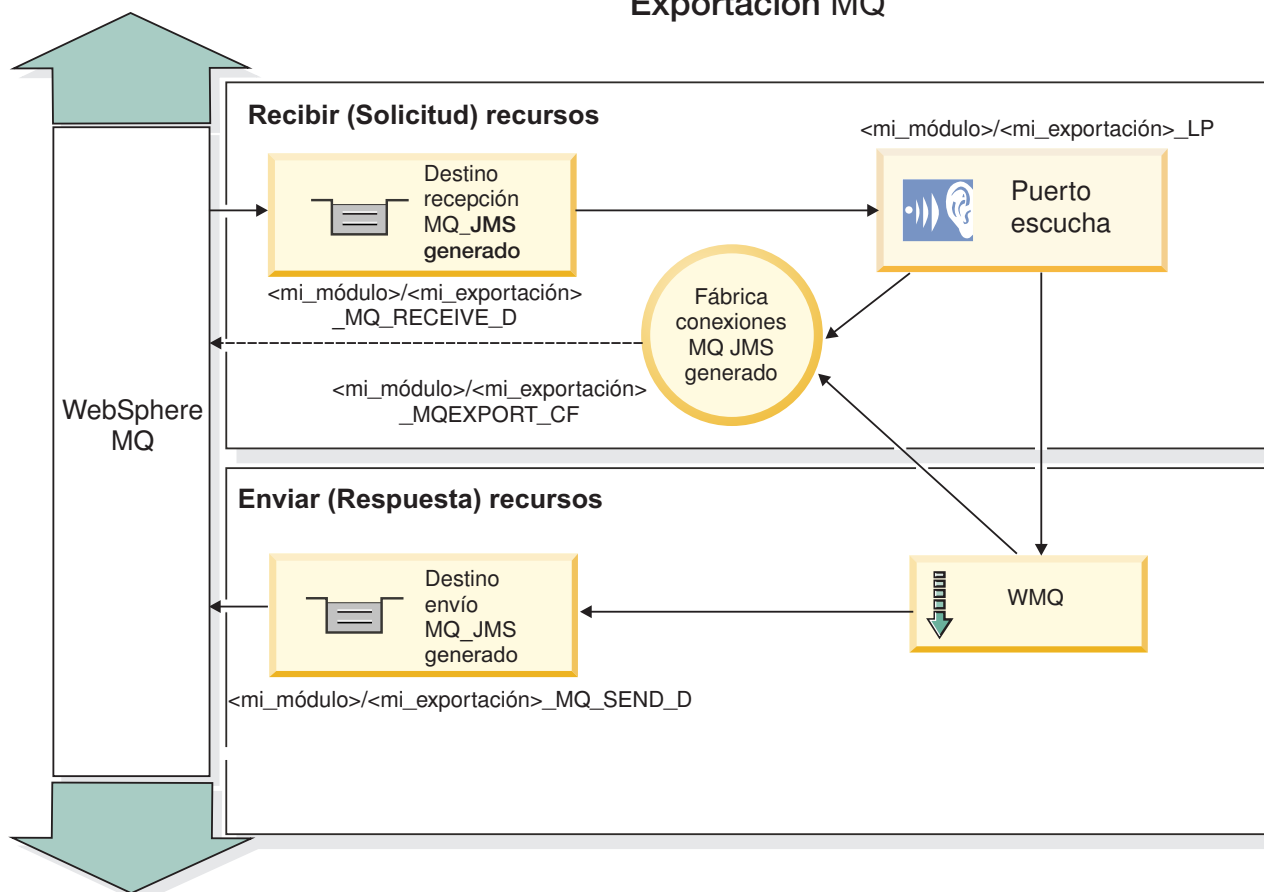 Exportación MQ
Recibir (Solicitud) recursos
<mi_módulo>/<mi_exportación>_LP
Destino
recepción
MQ_JMS
generado
Puerto
escucha
<mi_módulo>/<mi_exportación>
_MQ_RECEIVE_D
Fábrica
conexiones
MQ JMS
generado
<mi_módulo>/<mi_exportación>
_MQEXPORT_CF
WebSphere
MQ
Enviar (Respuesta) recursos
Destino
envío
MQ_JMS
generado
WMQ
<mi_módulo>/<mi_exportación>_MQ_SEND_D